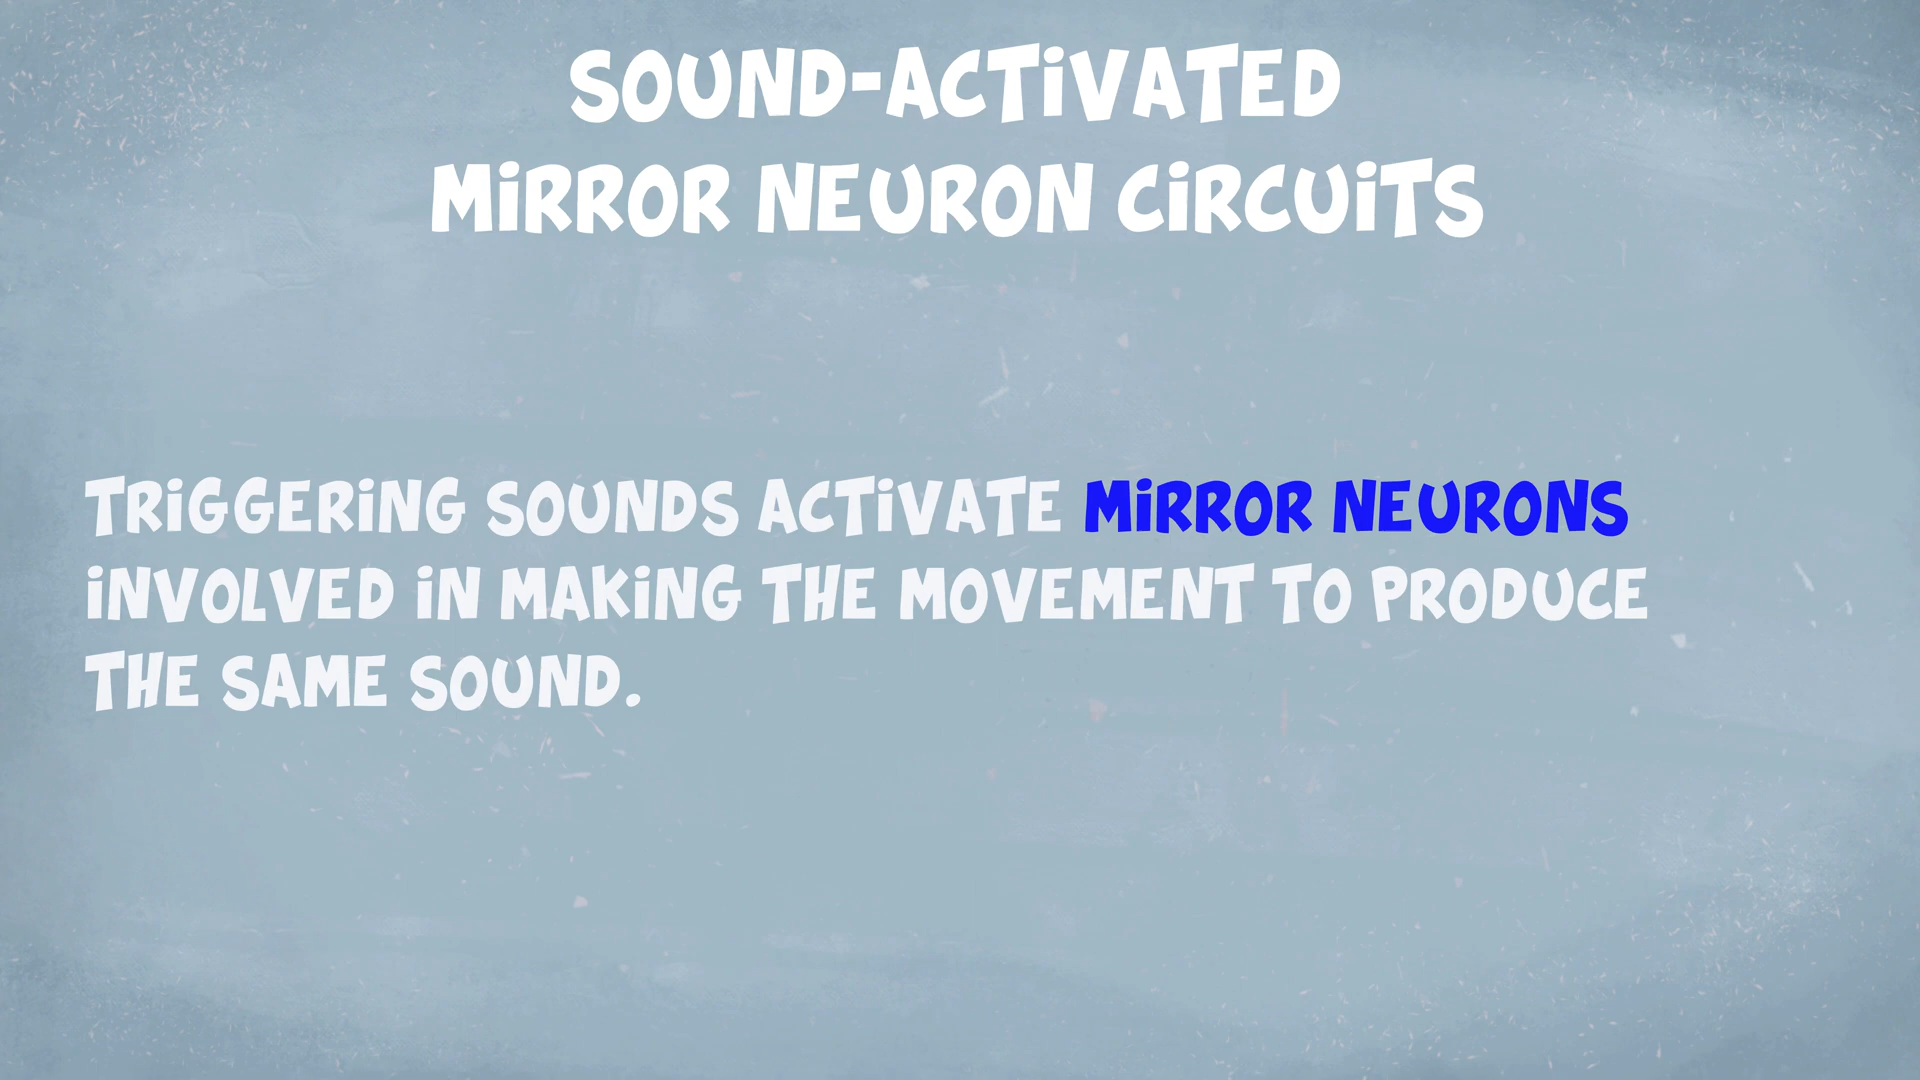 SOUND-ACTIVATED
MIRROR NEURON CIRCUITS
TRIGGERING SOUNDS ACTIVATE MIRROR NEURONS
INVOLVED IN MAKING THE MOVEMENT TO PRODUCE
THE SAME SOUND.